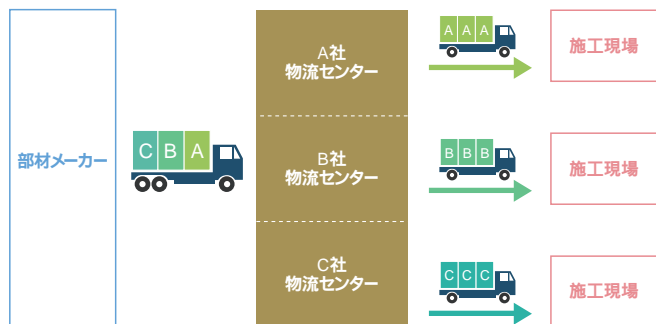 部材メーカー
C B A
A社
物流センター
A A A
施工現場
B社
物流センター
B B B
施工現場
C社
物流センター
C C C
施工現場